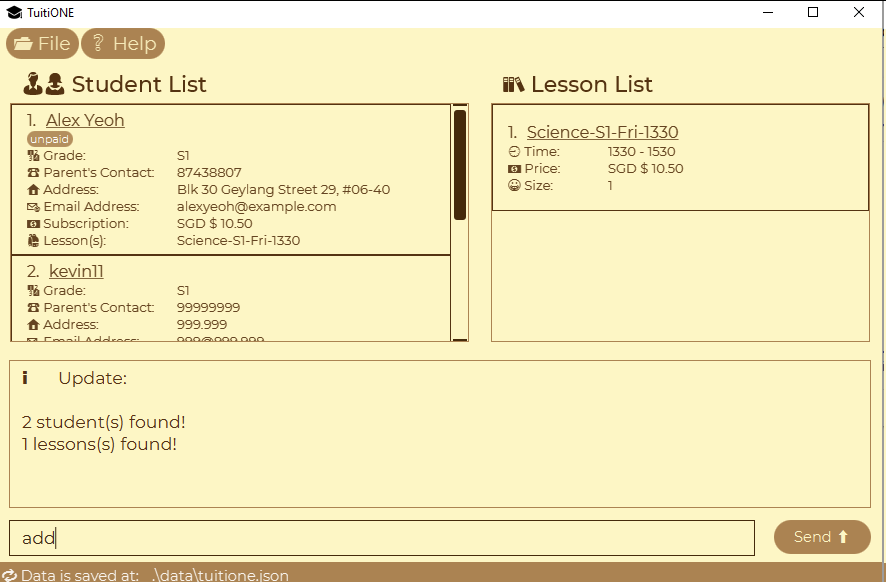 TuitiONE
File Help
Student List
1. Alex Yeoh
unpaid
Grade: S1
Parent's Contact: 87438807
Address: Blk 30 Geylang Street 29, #06-40
Email Address: alexyeoh@example.com
Subscription: SGD $ 10.50
Lesson(s): Science-S1-Fri-1330
2. kevin11
Grade: S1
Parent's Contact: 99999999
Address: 999.999
Email Address: 999@999.999
Lesson List
1. Science-S1-Fri-1330
Time: 1330 - 1530
Price: SGD $ 10.50
Size: 1
Update:
2 student(s) found!
1 lessons(s) found!
add
Send
Data is saved at: .\data\tuitione.json